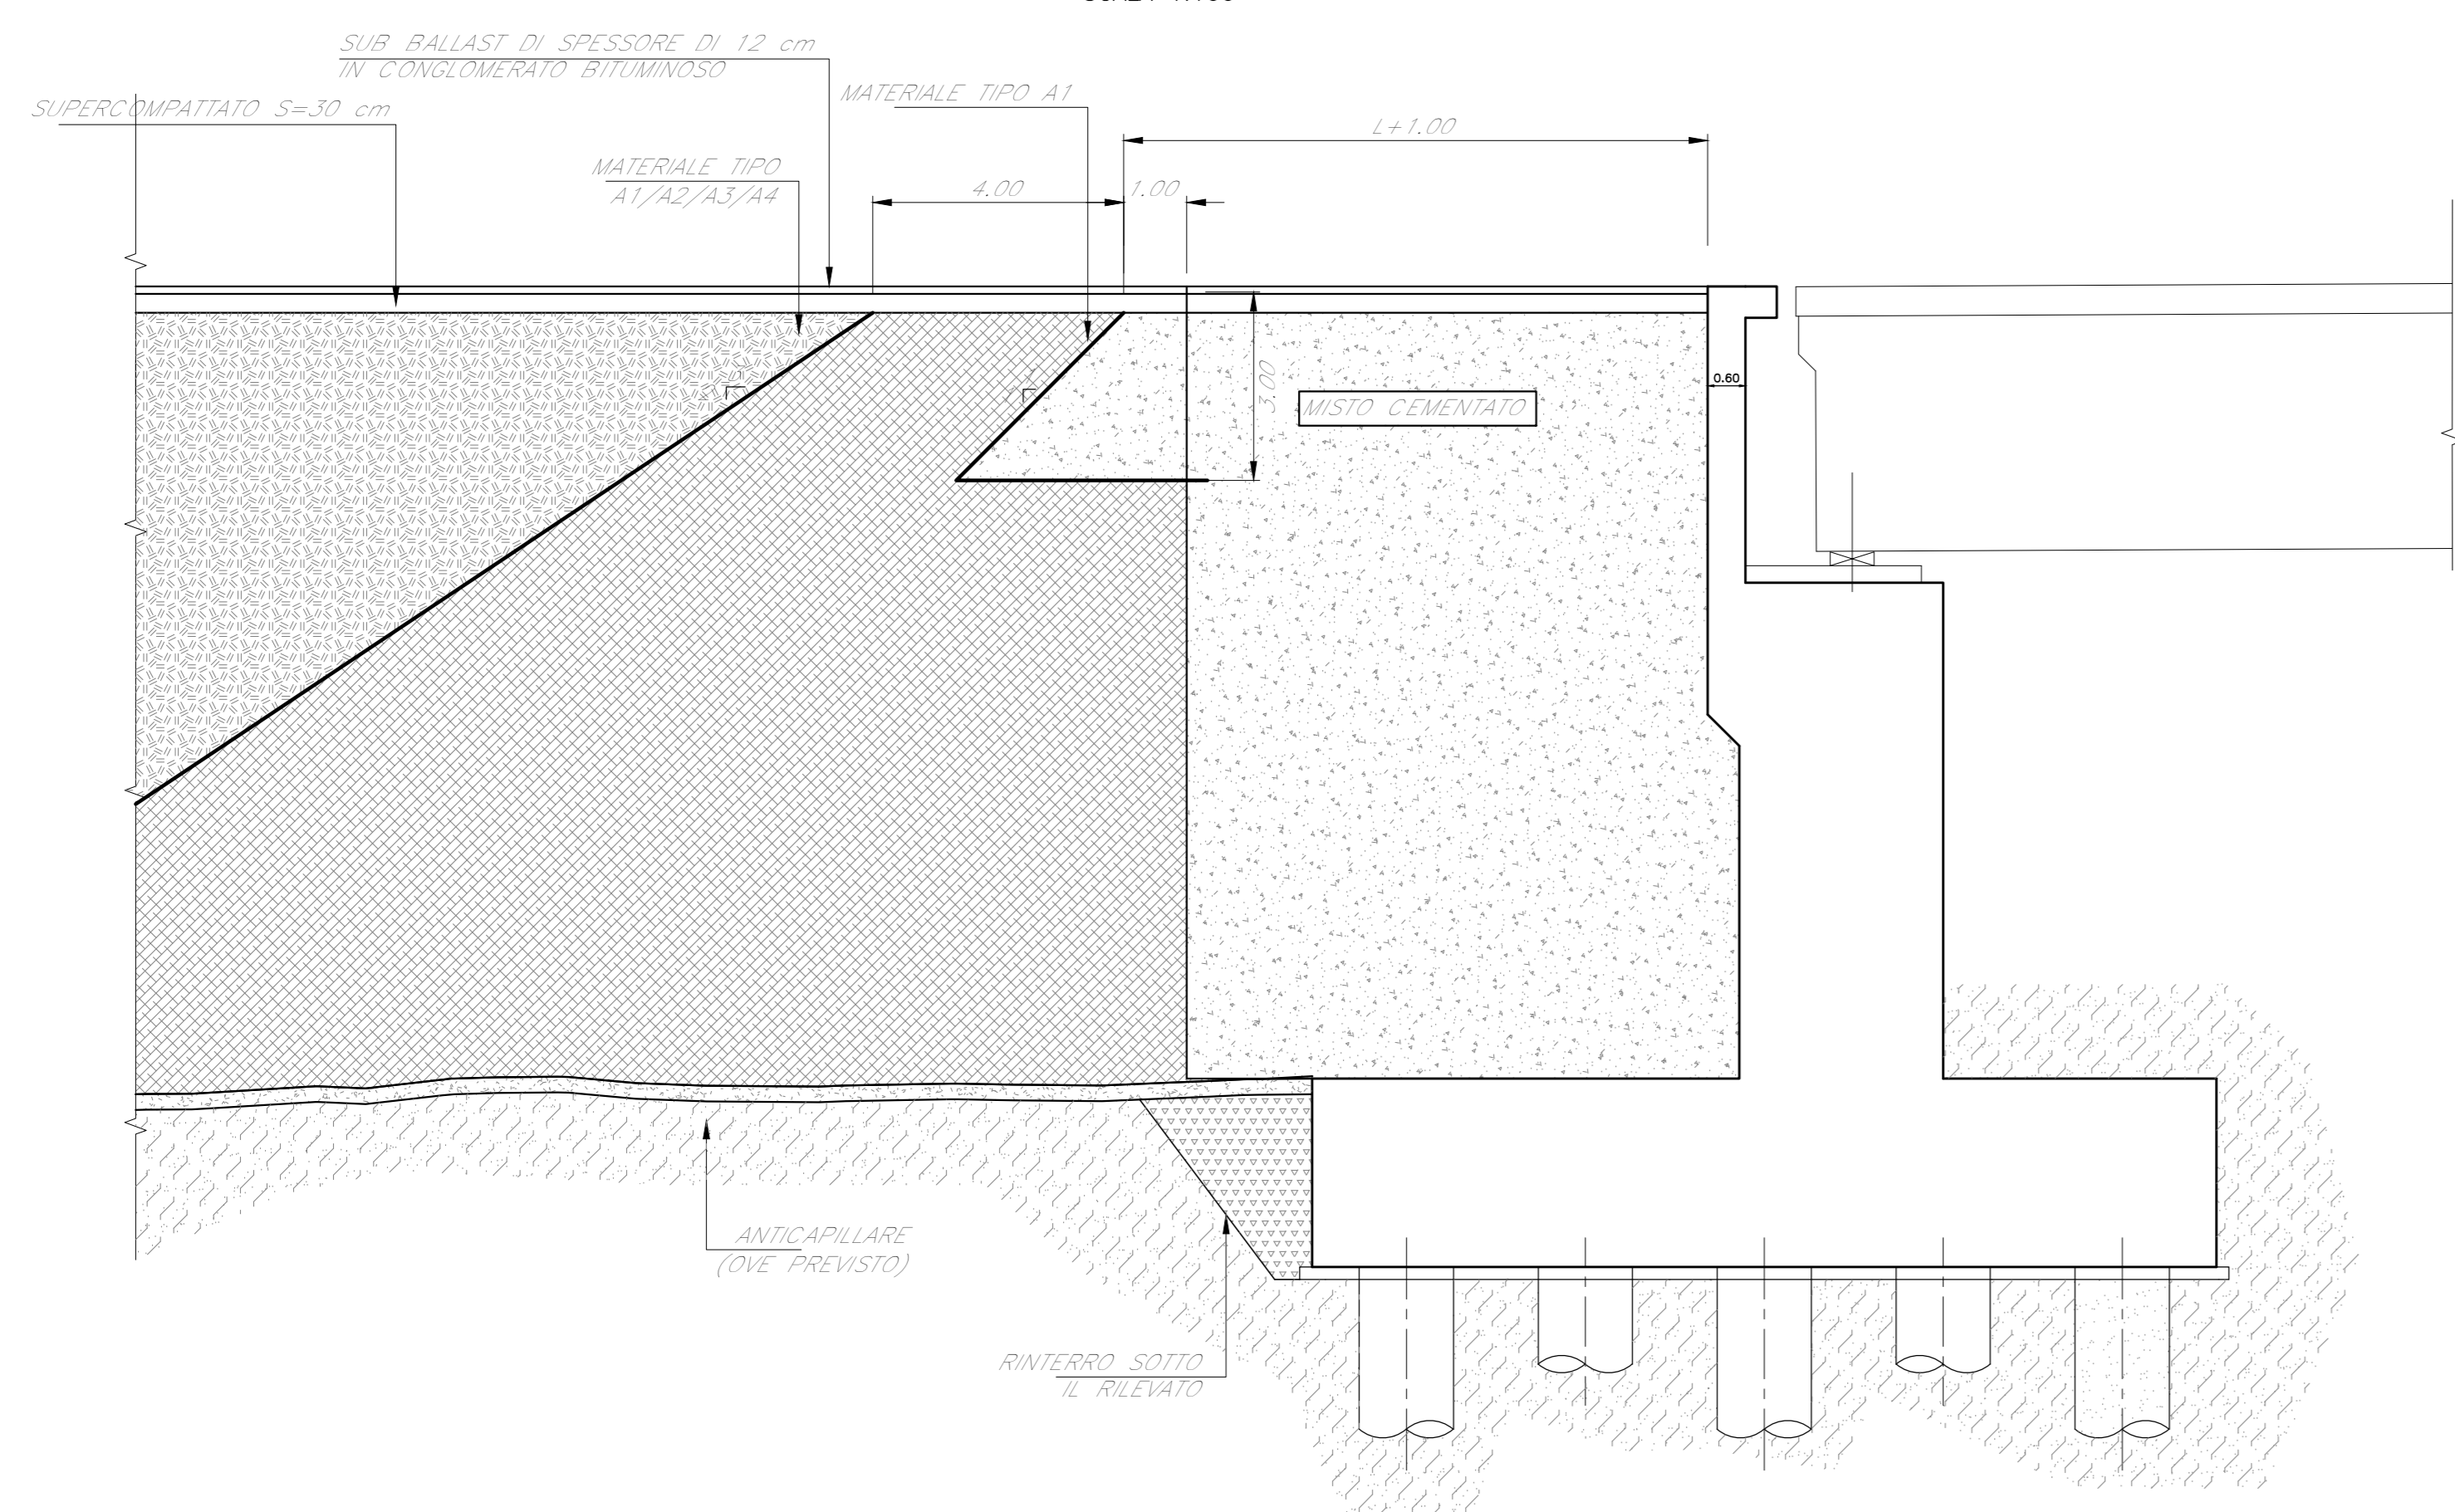 SUB BALLAST DI SPESSORE DI 12 cm
IN CONGLOMERATO BITUMINOSO
MATERIALE TIPO A1
SUPERCOMPATTATO S=30 cm
L+1.00
MATERIALE TIPO
A1/A2/A3/A4
4.00
1.00
3.00
0.60
MISTO CEMENTATO
ANTICAPILLARE
(OVE PREVISTO)
RINTERRO SOTTO
IL RILEVATO